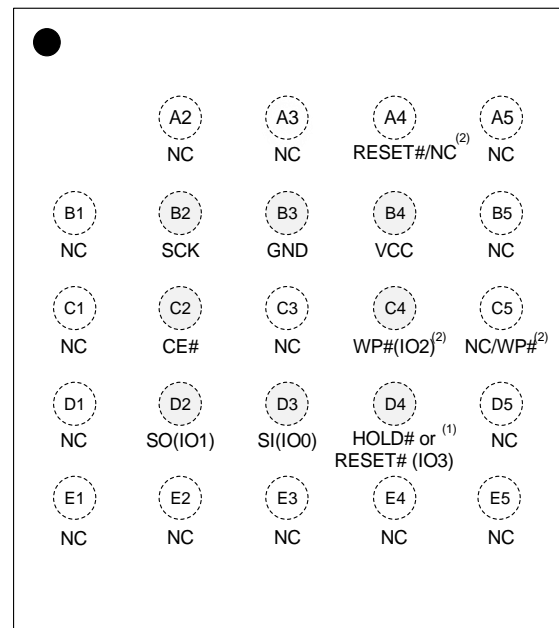 A2 A3 A4 A5
NC NC RESET#/NC(2) NC
B1 B2 B3 B4 B5
NC SCK GND VCC NC
C1 C2 C3 C4 C5
NC CE# NC WP#(IO2)(2) NC/WP#(2)
D1 D2 D3 D4 D5
NC SO(IO1) SI(IO0) HOLD# or (1) NC
RESET# (IO3)
E1 E2 E3 E4 E5
NC NC NC NC NC